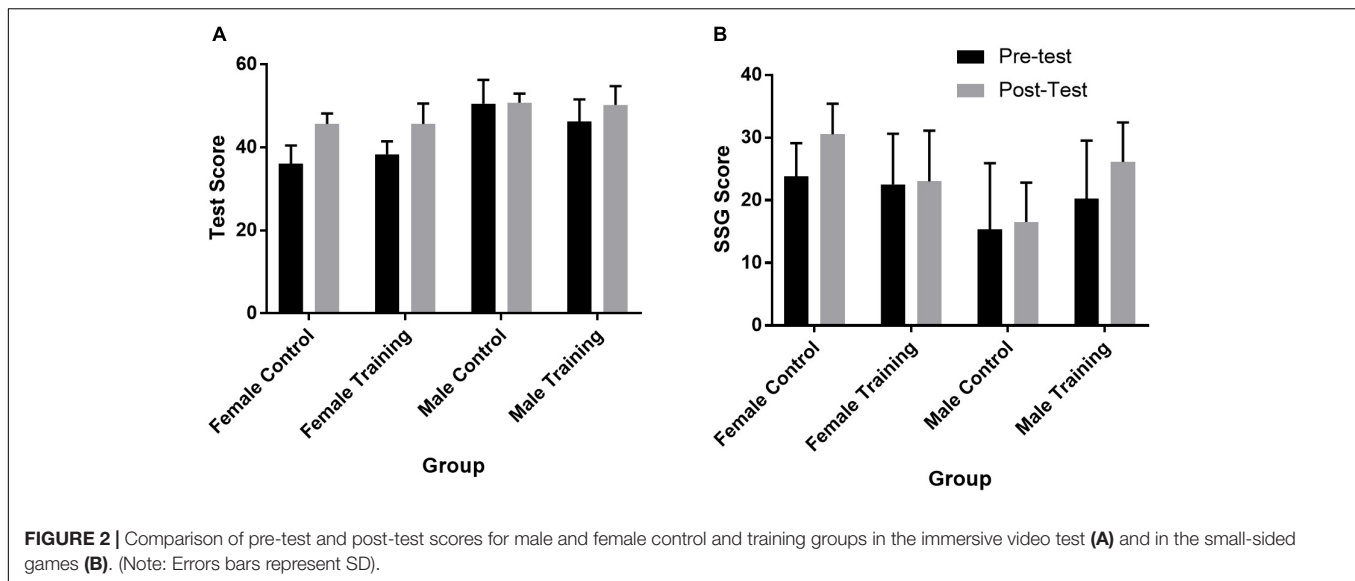 A
60
40
20
0
Test Score
Female Control
Female Training
Male Control
Male Training
Group
B
Pre-test
Post-Test
40
30
20
10
0
SSG Score
Female Control
Female Training
Male Control
Male Training
Group
FIGURE 2 | Comparison of pre-test and post-test scores for male and female control and training groups in the immersive video test (A) and in the small-sided
games (B). (Note: Errors bars represent SD).